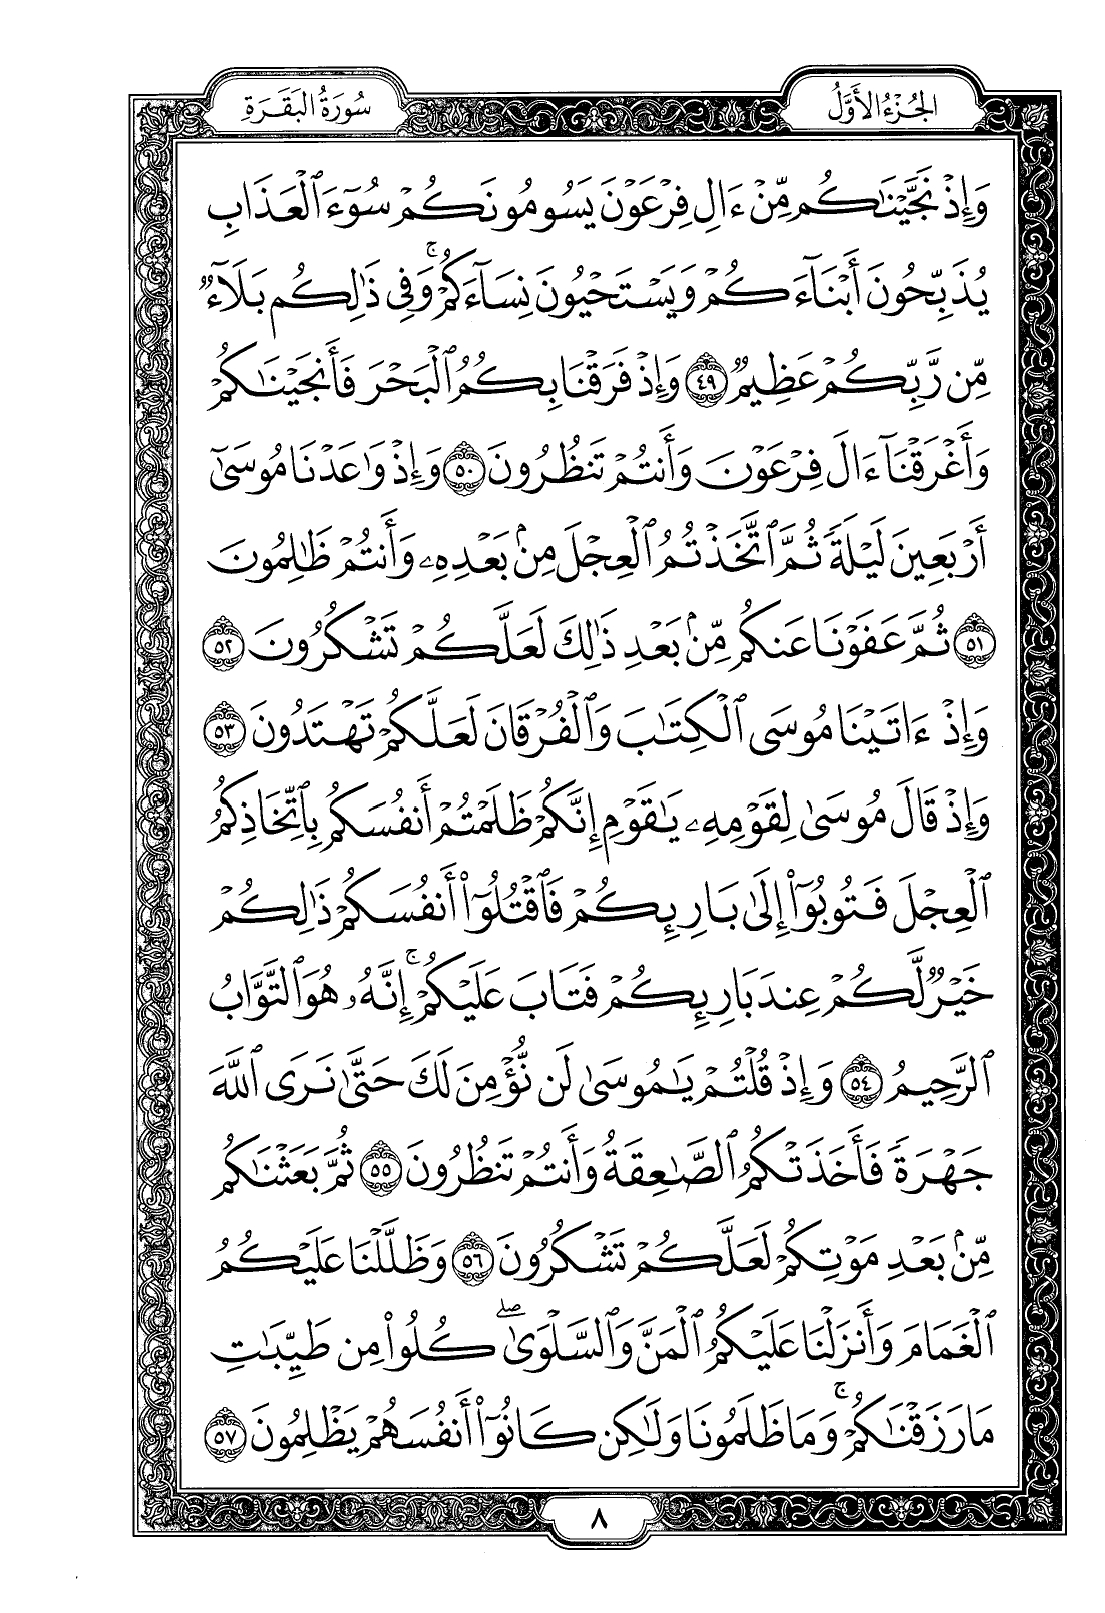 الجُزْءُ الأَوَّلُ
سُورَةُ البَقَرَةِ
وَإِذْ نَجَّيْنَٰكُم مِّنْ ءَالِ فِرْعَوْنَ يَسُومُونَكُمْ سُوٓءَ ٱلْعَذَابِ
يُذَبِّحُونَ أَبْنَآءَكُمْ وَيَسْتَحْيُونَ نِسَآءَكُمْ ۚ وَفِى ذَٰلِكُم بَلَآءٌ
مِّن رَّبِّكُمْ عَظِيمٌ ٤٩ وَإِذْ فَرَقْنَا بِكُمُ ٱلْبَحْرَ فَأَنجَيْنَٰكُمْ
وَأَغْرَقْنَآ ءَالَ فِرْعَوْنَ وَأَنتُمْ تَنظُرُونَ ٥٠ وَإِذْ وَٰعَدْنَا مُوسَىٰٓ
أَرْبَعِينَ لَيْلَةً ثُمَّ ٱتَّخَذْتُمُ ٱلْعِجْلَ مِنۢ بَعْدِهِۦ وَأَنتُمْ ظَٰلِمُونَ
٥١ ثُمَّ عَفَوْنَا عَنكُم مِّنۢ بَعْدِ ذَٰلِكَ لَعَلَّكُمْ تَشْكُرُونَ ٥٢
وَإِذْ ءَاتَيْنَا مُوسَى ٱلْكِتَٰبَ وَٱلْفُرْقَانَ لَعَلَّكُمْ تَهْتَدُونَ ٥٣
وَإِذْ قَالَ مُوسَىٰ لِقَوْمِهِۦ يَٰقَوْمِ إِنَّكُمْ ظَلَمْتُمْ أَنفُسَكُم بِٱتِّخَاذِكُمُ
ٱلْعِجْلَ فَتُوبُوٓا۟ إِلَىٰ بَارِئِكُمْ فَٱقْتُلُوٓا۟ أَنفُسَكُمْ ذَٰلِكُمْ
خَيْرٌ لَّكُمْ عِندَ بَارِئِكُمْ فَتَابَ عَلَيْكُمْ ۚ إِنَّهُۥ هُوَ ٱلتَّوَّابُ
ٱلرَّحِيمُ ٥٤ وَإِذْ قُلْتُمْ يَٰمُوسَىٰ لَن نُّؤْمِنَ لَكَ حَتَّىٰ نَرَى ٱللَّهَ
جَهْرَةً فَأَخَذَتْكُمُ ٱلصَّٰعِقَةُ وَأَنتُمْ تَنظُرُونَ ٥٥ ثُمَّ بَعَثْنَٰكُم
مِّنۢ بَعْدِ مَوْتِكُمْ لَعَلَّكُمْ تَشْكُرُونَ ٥٦ وَظَلَّلْنَا عَلَيْكُمُ
ٱلْغَمَامَ وَأَنزَلْنَا عَلَيْكُمُ ٱلْمَنَّ وَٱلسَّلْوَىٰ ۖ كُلُوا۟ مِن طَيِّبَٰتِ
مَا رَزَقْنَٰكُمْ ۚ وَمَا ظَلَمُونَا وَلَٰكِن كَانُوٓا۟ أَنفُسَهُمْ يَظْلِمُونَ ٥٧
٨